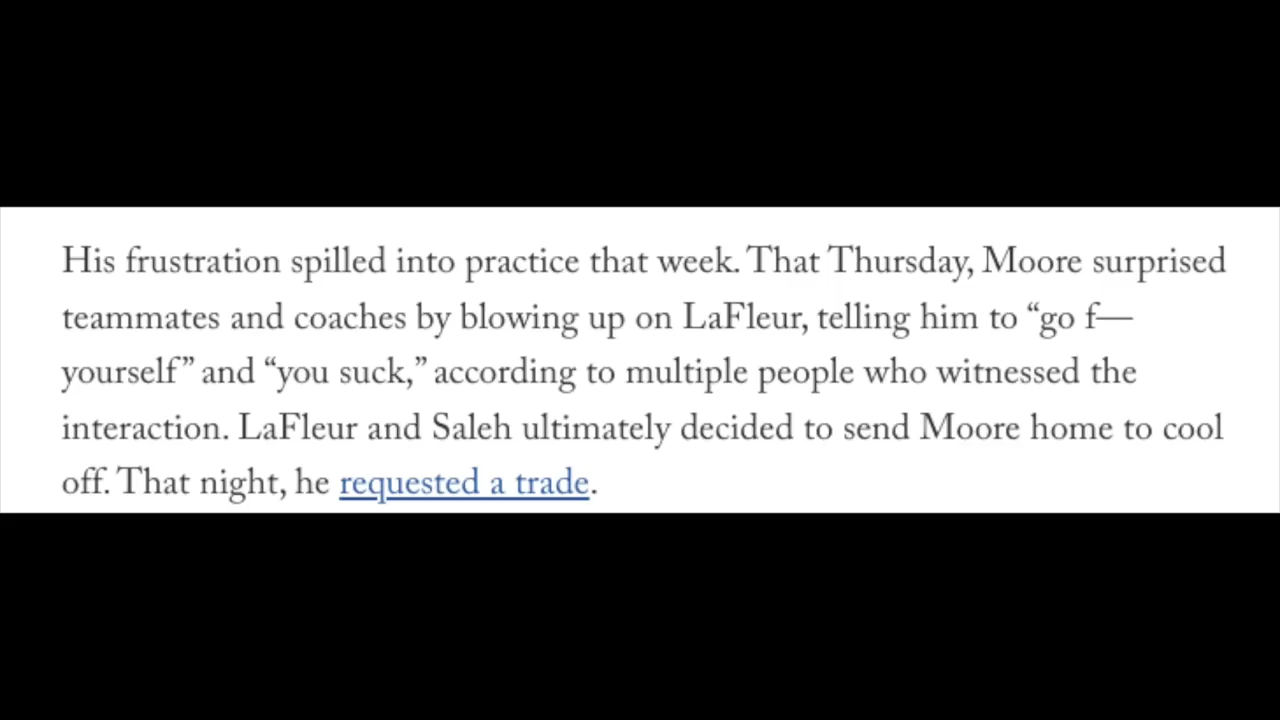 His frustration spilled into practice that week. That Thursday, Moore surprised
teammates and coaches by blowing up on LaFleur, telling him to “go f—
yourself” and “you suck,” according to multiple people who witnessed the
interaction. LaFleur and Saleh ultimately decided to send Moore home to cool
off. That night, he requested a trade.